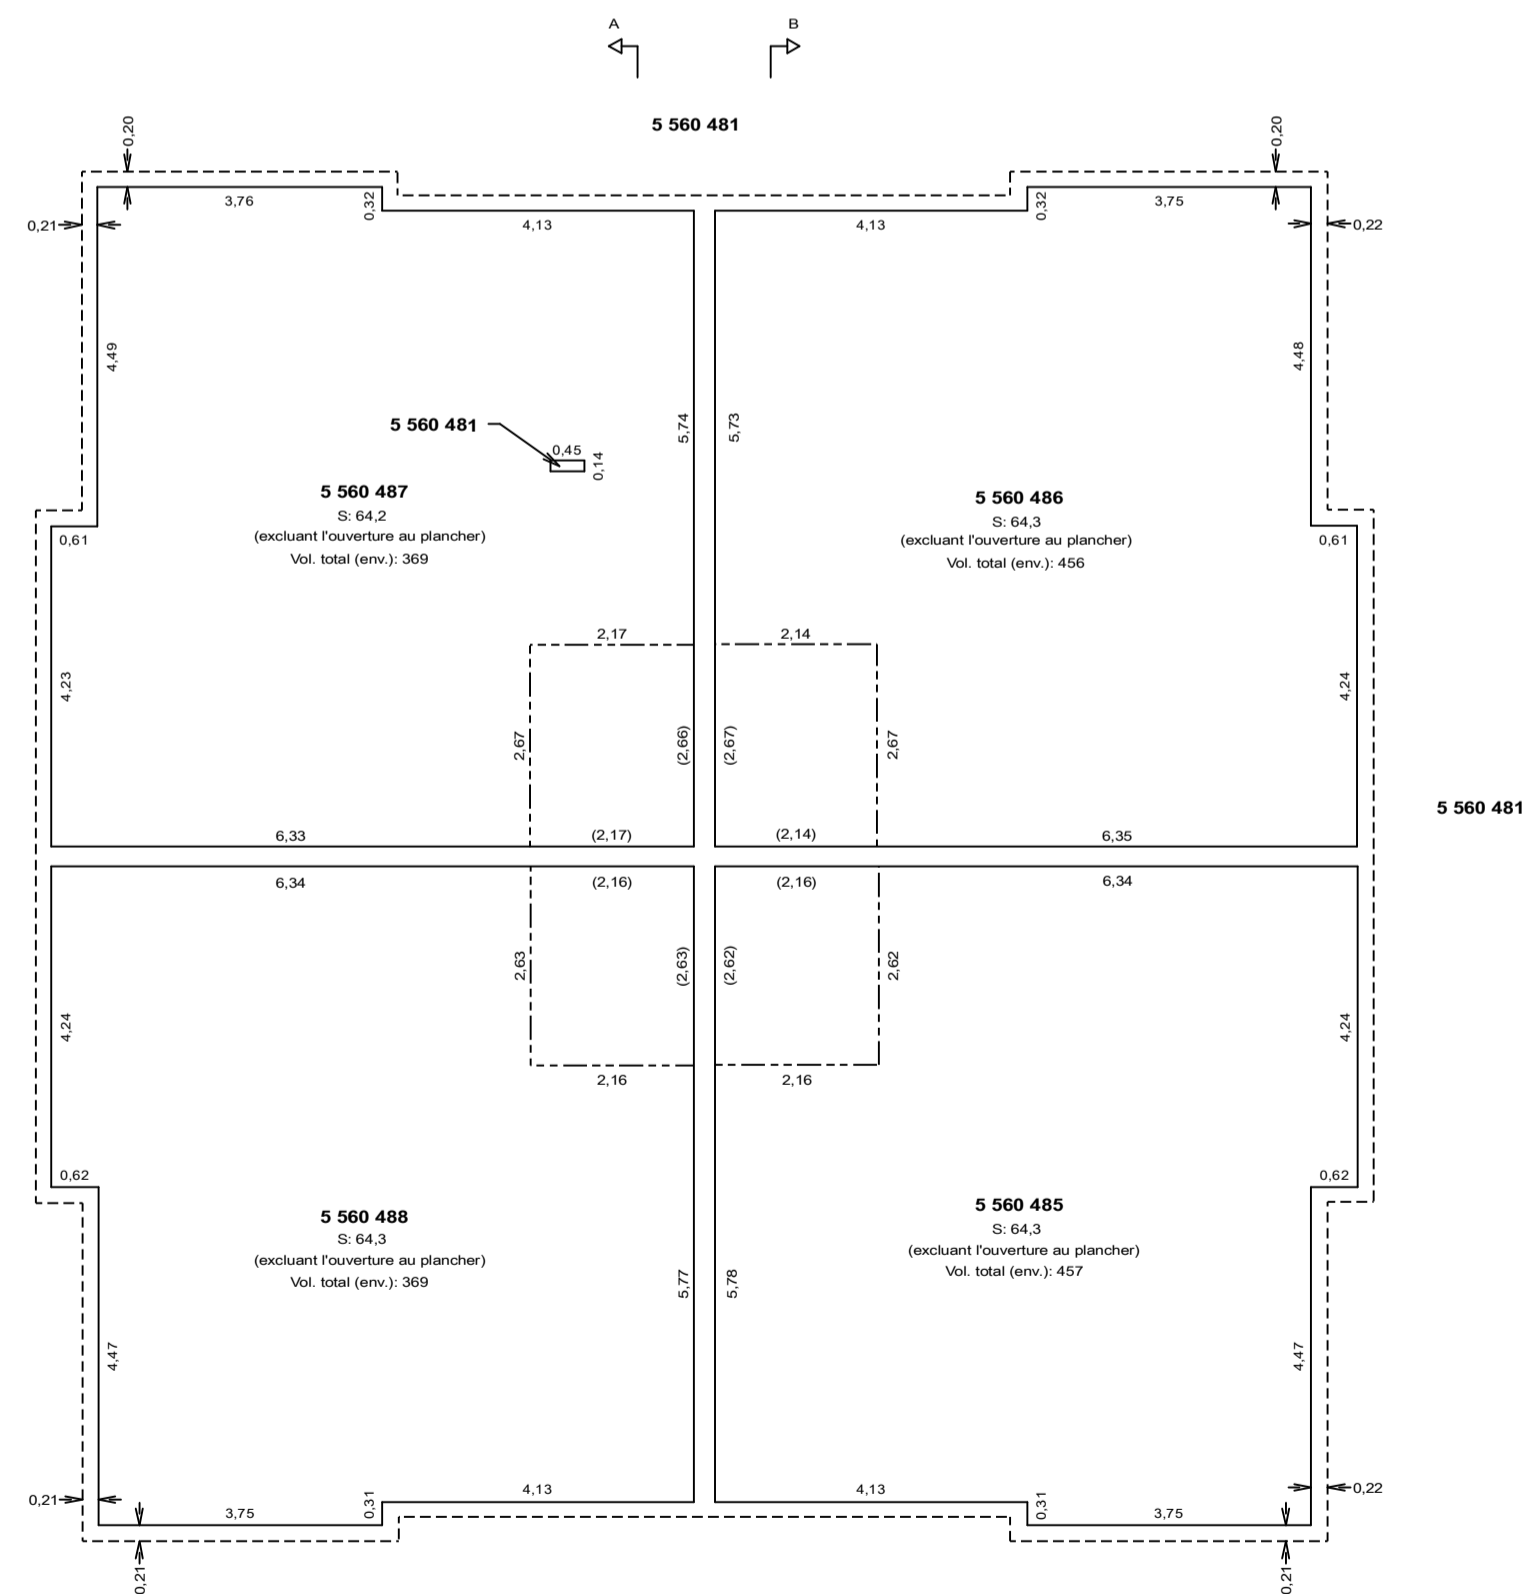 A
B
5 560 481
0,20
0,20
3,76
0,32
4,13
4,13
0,32
3,75
0,21
0,22
4,49
4,48
5,74
5,73
5 560 481
0,45
0,14
5 560 487
S: 64,2
(excluant l'ouverture au plancher)
Vol. total (env.): 369
5 560 486
S: 64,3
(excluant l'ouverture au plancher)
Vol. total (env.): 456
0,61
0,61
2,17
2,14
4,23
4,24
2,67
(2,66)
(2,67)
2,67
5 560 481
6,33
(2,17)
(2,14)
6,35
6,34
(2,16)
(2,16)
6,34
2,63
(2,63)
(2,62)
2,62
4,24
4,24
2,16
2,16
0,62
0,62
5 560 488
S: 64,3
(excluant l'ouverture au plancher)
Vol. total (env.): 369
5 560 485
S: 64,3
(excluant l'ouverture au plancher)
Vol. total (env.): 457
5,77
5,78
4,47
4,47
0,21
0,22
3,75
0,31
4,13
4,13
0,31
3,75
0,21
0,21